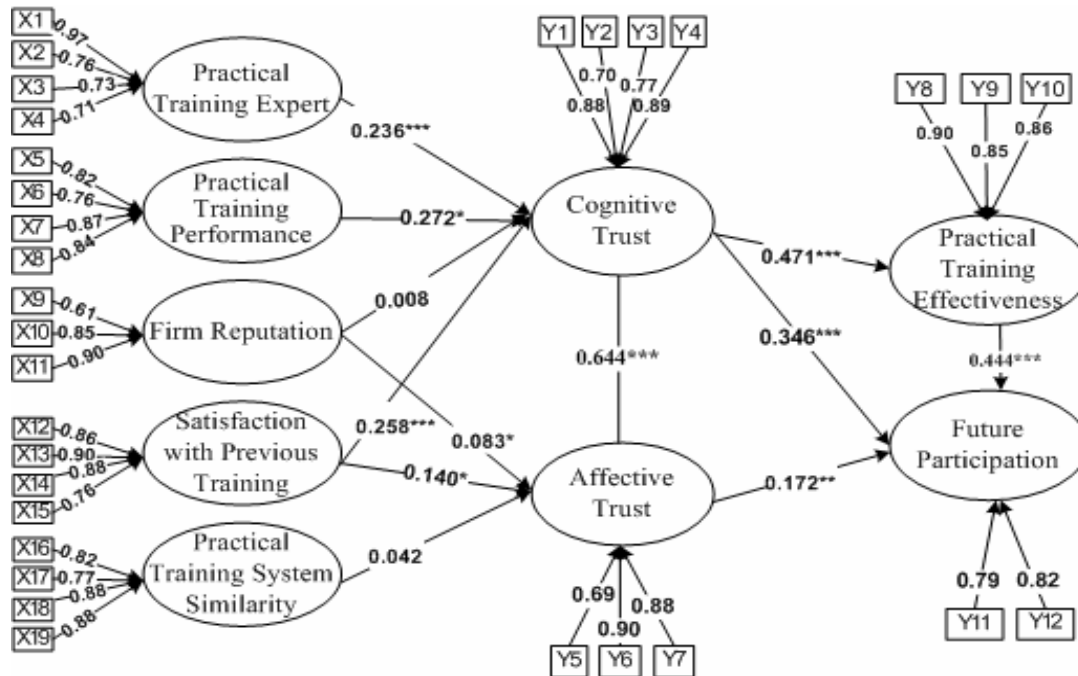 X1
0.97
X2
0.76
X3
0.73
X4
0.71
Practical
Training Expert
X5
0.82
X6
0.76
X7
0.87
X8
0.84
Practical
Training
Performance
X9
0.61
X10
0.85
X11
0.90
Firm Reputation
X12
0.86
X13
0.90
X14
0.88
X15
0.76
Satisfaction
with Previous
Training
X16
0.82
X17
0.77
X18
0.88
X19
0.88
Practical
Training System
Similarity
0.236***
0.272*
0.008
0.258***
0.083*
0.140*
0.042
Y1 Y2 Y3 Y4
0.70 0.77
0.88 0.89
Cognitive
Trust
0.644***
Affective
Trust
0.69 0.88
0.90
Y5 Y6 Y7
0.471***
0.346***
0.172**
Y8 Y9 Y10
0.90 0.85 0.86
Practical
Training
Effectiveness
0.444***
Future
Participation
0.79 0.82
Y11 Y12